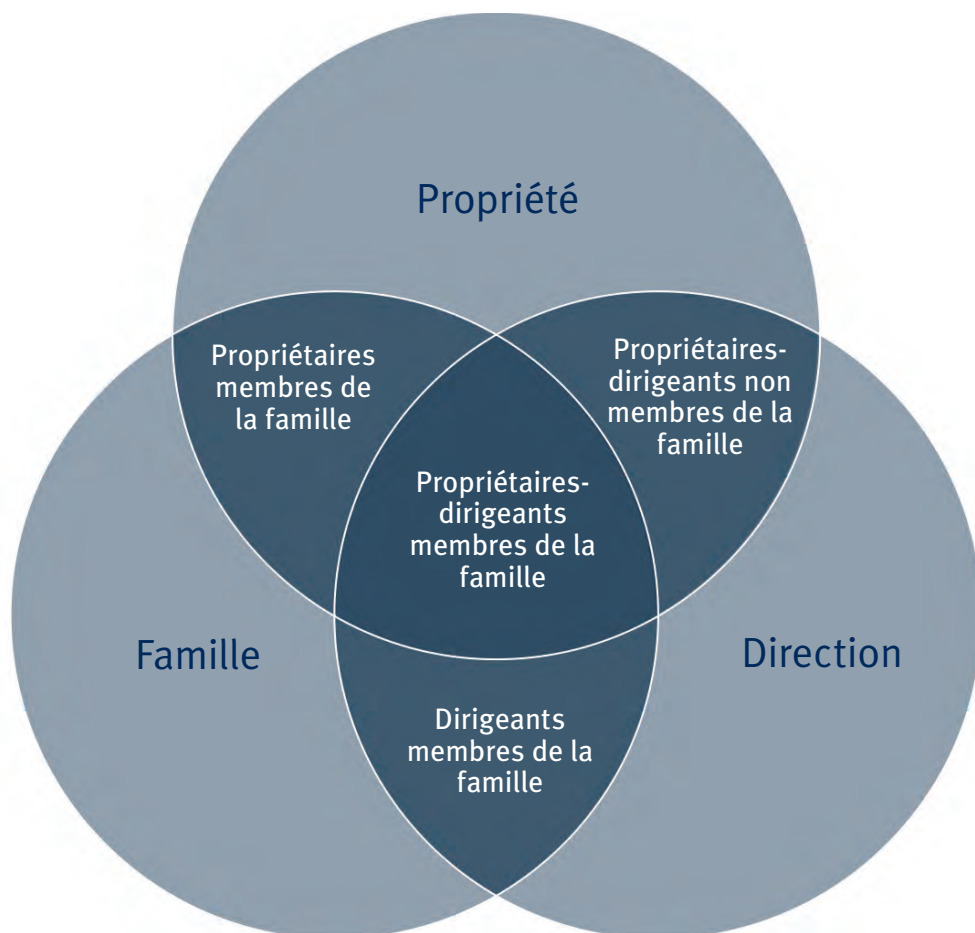 Propriété
Propriétaires
membres de
la famille
Propriétaires-
dirigeants non
membres de la
famille
Propriétaires-
dirigeants
membres de la
famille
Famille
Direction
Dirigeants
membres de la
famille